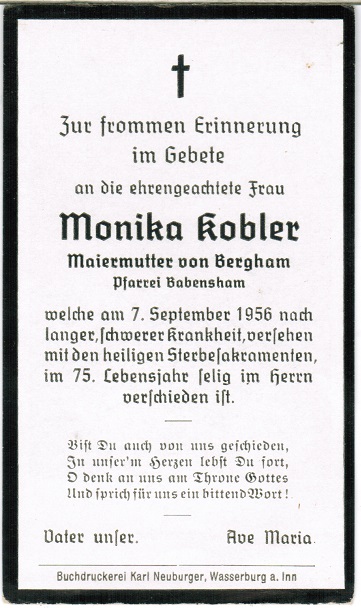 Zur frommen Erinnerung
im Gebete
an die ehrengeachtete Frau
Monika Kobler
Maiermutter von Bergham
Pfarrei Babensham
welche am 7. September 1956 nach
langer, schwerer Krankheit, versehen
mit den heiligen Sterbesakramenten,
im 75. Lebensjahr selig im Herrn
verschieden ist.
Bist Du auch von uns geschieden,
In unser'm Herzen lebst Du fort,
O denk an uns am Throne Gottes
Und sprich für uns ein bittend Wort!
Vater unser. Ave Maria.
Buchdruckerei Karl Neuburger, Wasserburg a. Inn